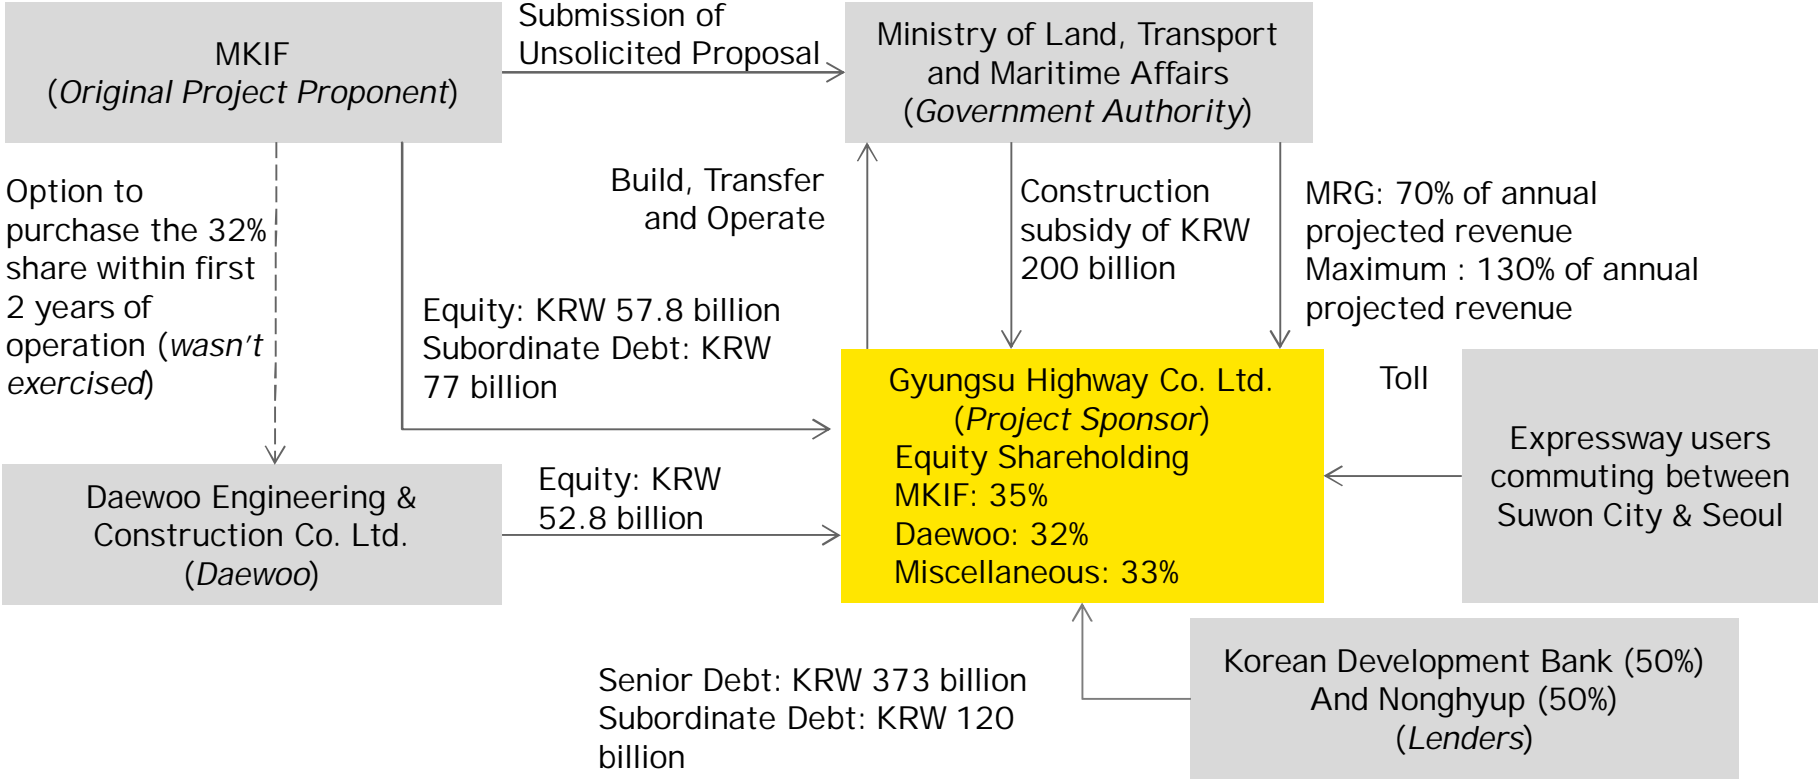 MKIF
(Original Project Proponent)
Submission of
Unsolicited Proposal
Ministry of Land, Transport
and Maritime Affairs
(Government Authority)
Option to
purchase the 32%
share within first
2 years of
operation (wasn't
exercised)
Build, Transfer
and Operate
Construction
subsidy of KRW
200 billion
MRG: 70% of annual
projected revenue
Maximum : 130% of annual
projected revenue
Equity: KRW 57.8 billion
Subordinate Debt: KRW
77 billion
Gyungsu Highway Co. Ltd.
(Project Sponsor)
Equity Shareholding
MKIF: 35%
Daewoo: 32%
Miscellaneous: 33%
Toll
Expressway users
commuting between
Suwon City & Seoul
Daewoo Engineering &
Construction Co. Ltd.
(Daewoo)
Equity: KRW
52.8 billion
Senior Debt: KRW 373 billion
Subordinate Debt: KRW 120
billion
Korean Development Bank (50%)
And Nonghyup (50%)
(Lenders)